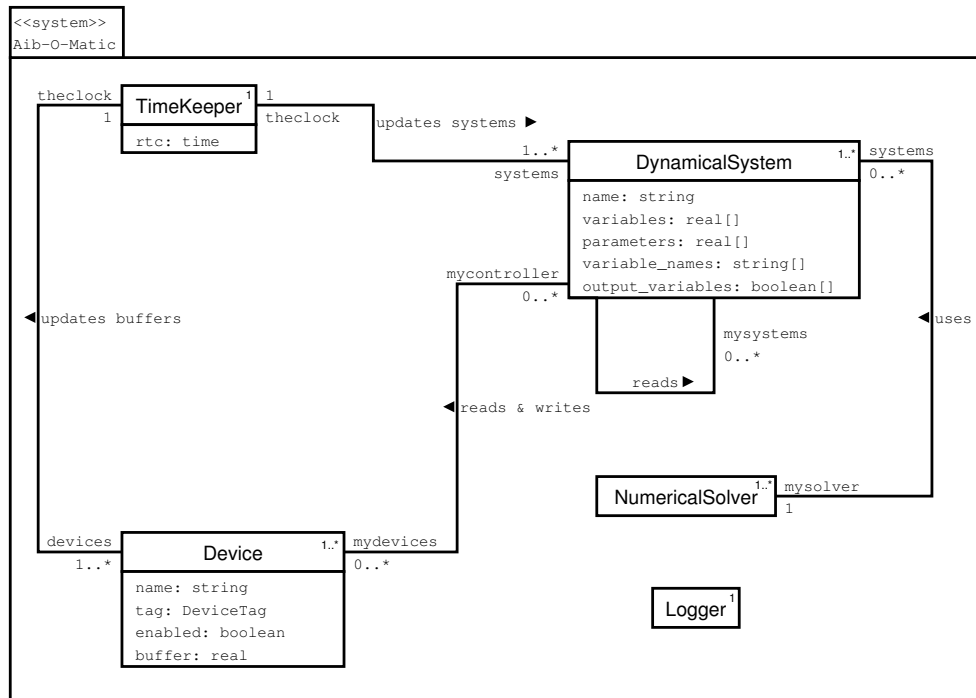 <<system>>
Aib-O-Matic
theclock
1
TimeKeeper 1
rtc: time
1
theclock
updates systems ►
1..*
systems
DynamicalSystem 1..*
name: string
variables: real[]
parameters: real[]
variable_names: string[]
output_variables: boolean[]
systems
0..*
mycontroller
0..*
◄ updates buffers
mysystems
0..*
reads ►
◄ uses
◄ reads & writes
NumericalSolver 1..*
mysolver
1
devices
1..*
Device 1..*
name: string
tag: DeviceTag
enabled: boolean
buffer: real
mydevices
0..*
Logger 1